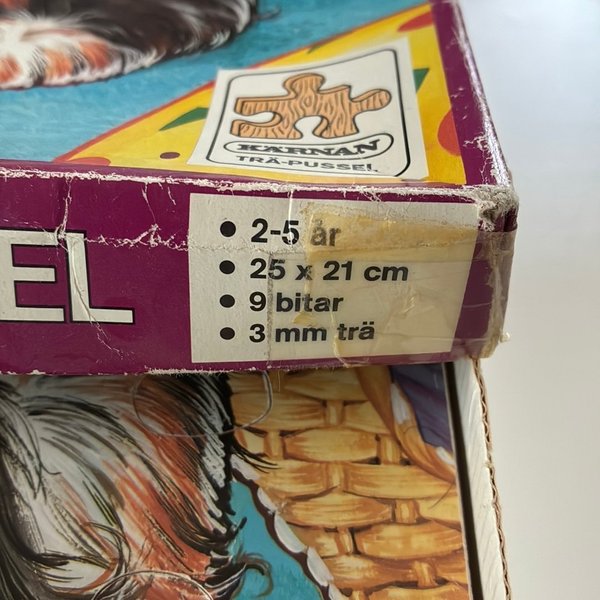 KÄRNAN
TRÄ-PUSSEL
EL
• 2-5 år
• 25 x 21 cm
• 9 bitar
• 3 mm trä